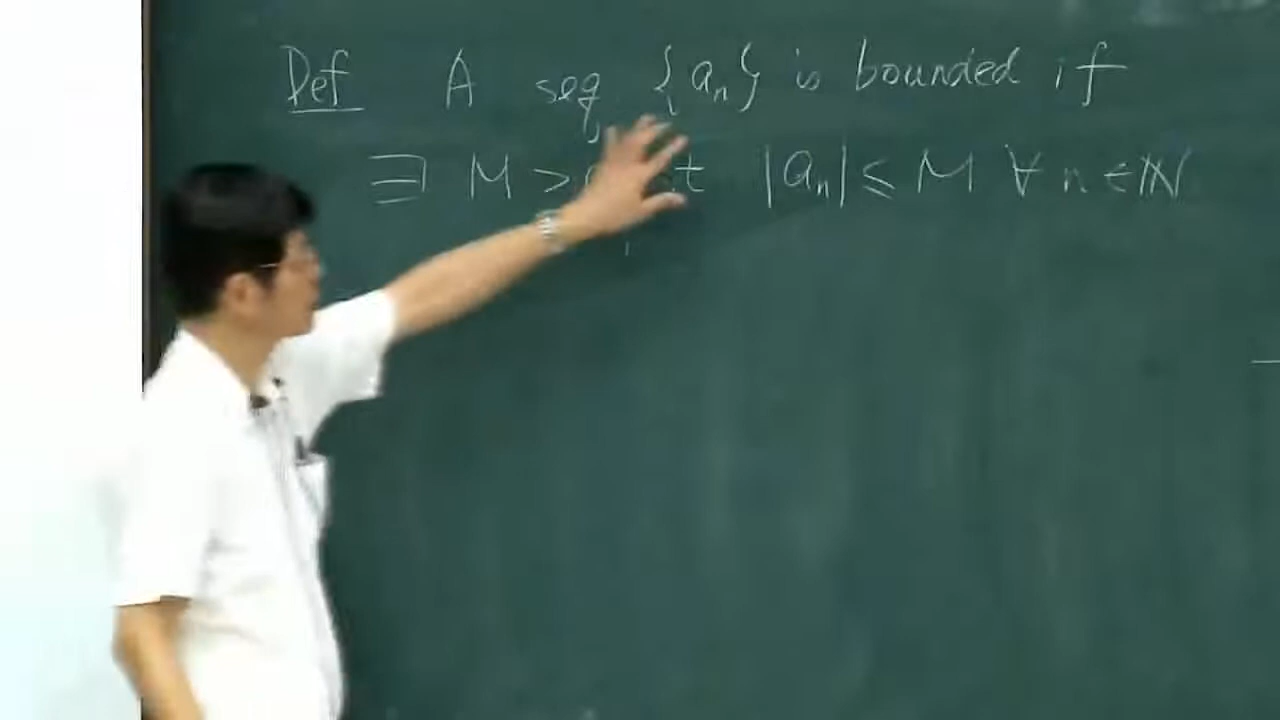 Def A seq {aₙ} is bounded if
∃ M > t |aₙ| ≤ M ∀ n ∈ ℕ